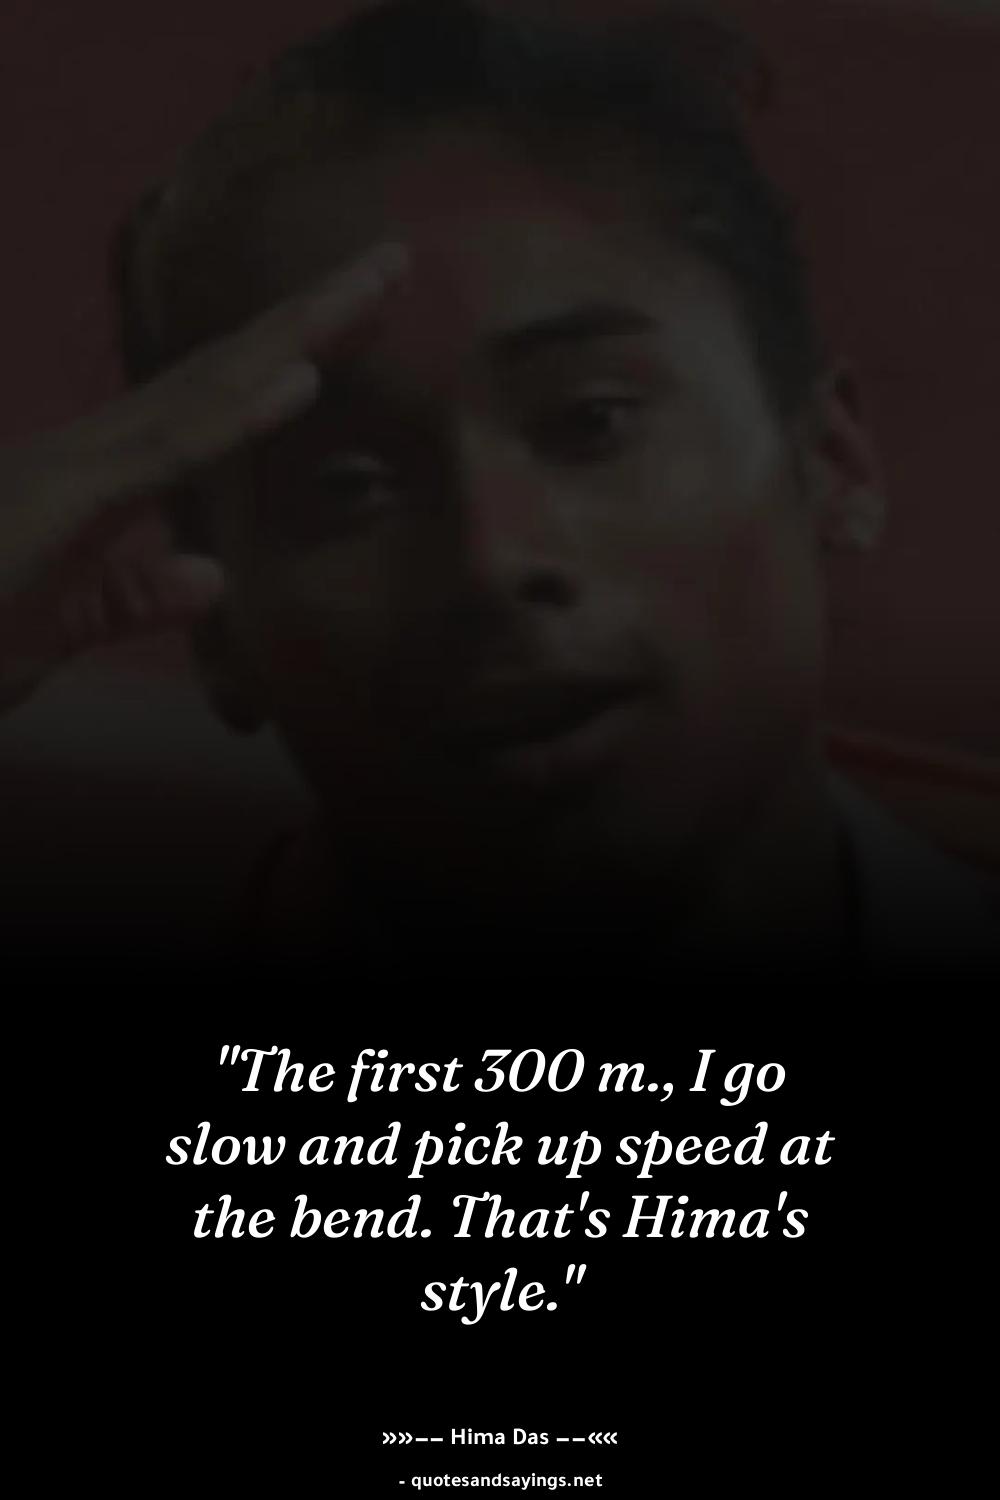 "The first 300 m., I go
slow and pick up speed at
the bend. That's Hima's
style."
»»−− Hima Das −−««
- quotesandsayings.net